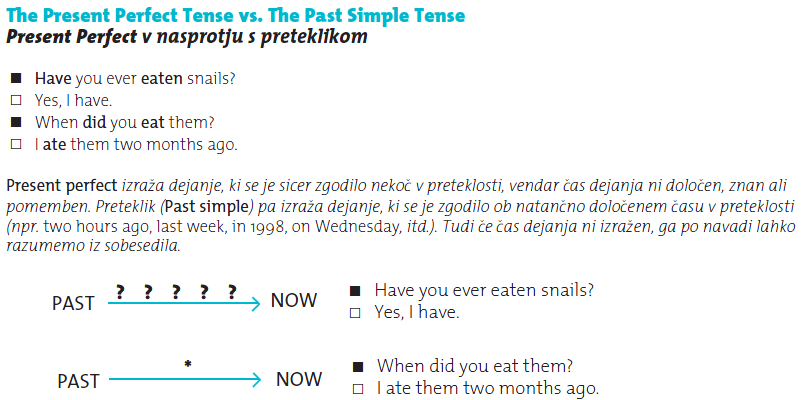 The Present Perfect Tense vs. The Past Simple Tense
Present Perfect v nasprotju s preteklikom
■ Have you ever eaten snails?
□ Yes, I have.
■ When did you eat them?
□ I ate them two months ago.
Present perfect izraža dejanje, ki se je sicer zgodilo nekoč v preteklosti, vendar čas dejanja ni določen, znan ali
pomemben. Preteklik (Past simple) pa izraža dejanje, ki se je zgodilo ob natančno določenem času v preteklosti
(npr. two hours ago, last week, in 1998, on Wednesday, itd.). Tudi če čas dejanja ni izražen, ga po navadi lahko
razumemo iz sobesedila.
? ? ? ? ?
PAST NOW
■ Have you ever eaten snails?
□ Yes, I have.
*
PAST NOW
■ When did you eat them?
□ I ate them two months ago.